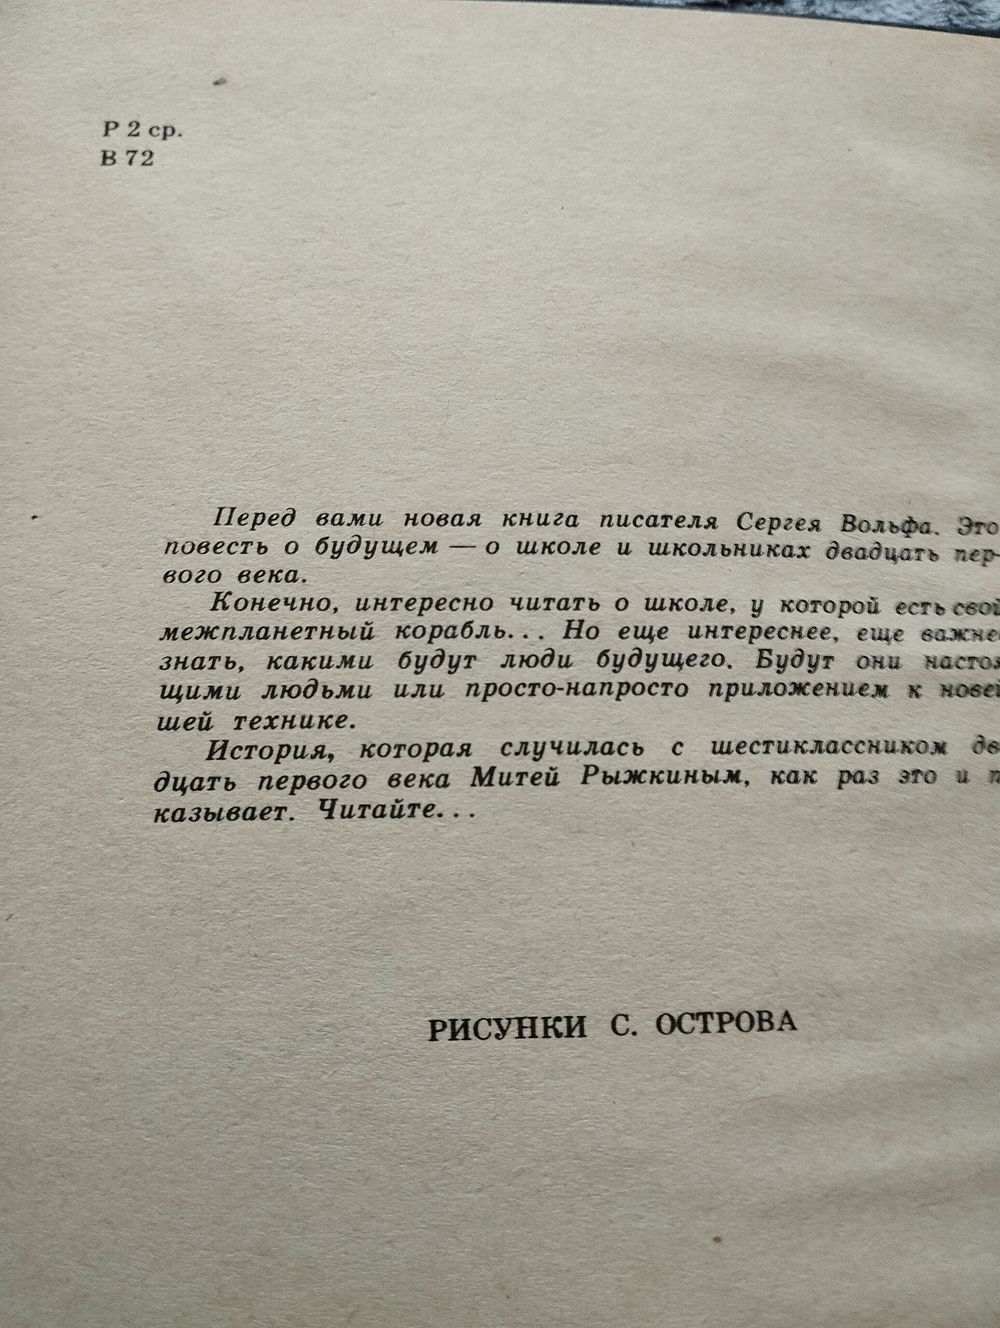 Р 2 ср.
В 72
Перед вами новая книга писателя Сергея Вольфа. Это
повесть о будущем — о школе и школьниках двадцать пер-
вого века.
Конечно, интересно читать о школе, у которой есть свой
межпланетный корабль... Но еще интереснее, еще важне
знать, какими будут люди будущего. Будут они настоя
щими людьми или просто-напросто приложением к новей
шей технике.
История, которая случилась с шестиклассником дв
дцать первого века Митей Рыжкиным, как раз это и п
казывает. Читайте...
РИСУНКИ С. ОСТРОВА